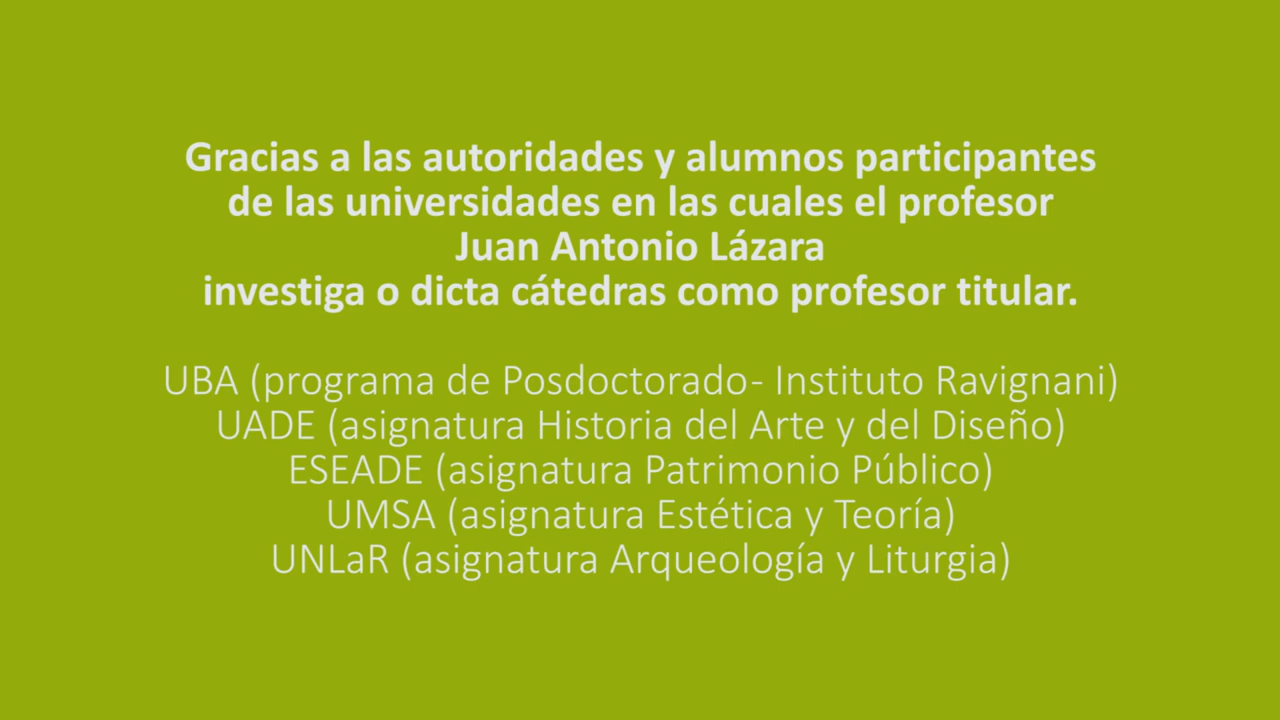 Gracias a las autoridades y alumnos participantes
de las universidades en las cuales el profesor
Juan Antonio Lázara
investiga o dicta cátedras como profesor titular.
UBA (programa de Posdoctorado- Instituto Ravignani)
UADE (asignatura Historia del Arte y del Diseño)
ESEADE (asignatura Patrimonio Público)
UMSA (asignatura Estética y Teoría)
UNLaR (asignatura Arqueología y Liturgia)